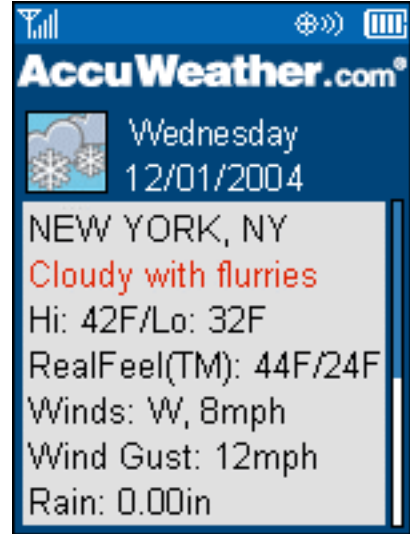 AccuWeather.com®
Wednesday
12/01/2004
NEW YORK, NY
Cloudy with flurries
Hi: 42F/Lo: 32F
RealFeel(TM): 44F/24F
Winds: W, 8mph
Wind Gust: 12mph
Rain: 0.00in